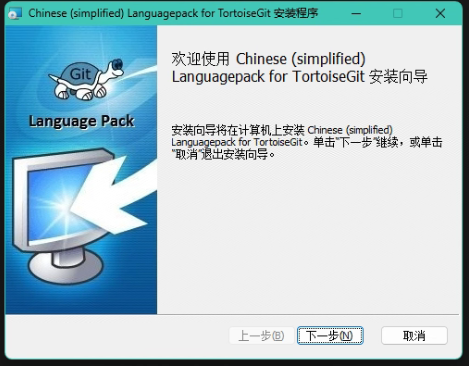 Chinese (simplified) Languagepack for TortoiseGit 安装程序
Git
Language Pack
欢迎使用 Chinese (simplified)
Languagepack for TortoiseGit 安装向导
安装向导将在计算机上安装 Chinese (simplified)
Languagepack for TortoiseGit。单击"下一步"继续，或单击
"取消"退出安装向导。
上一步(B)
下一步(N)
取消